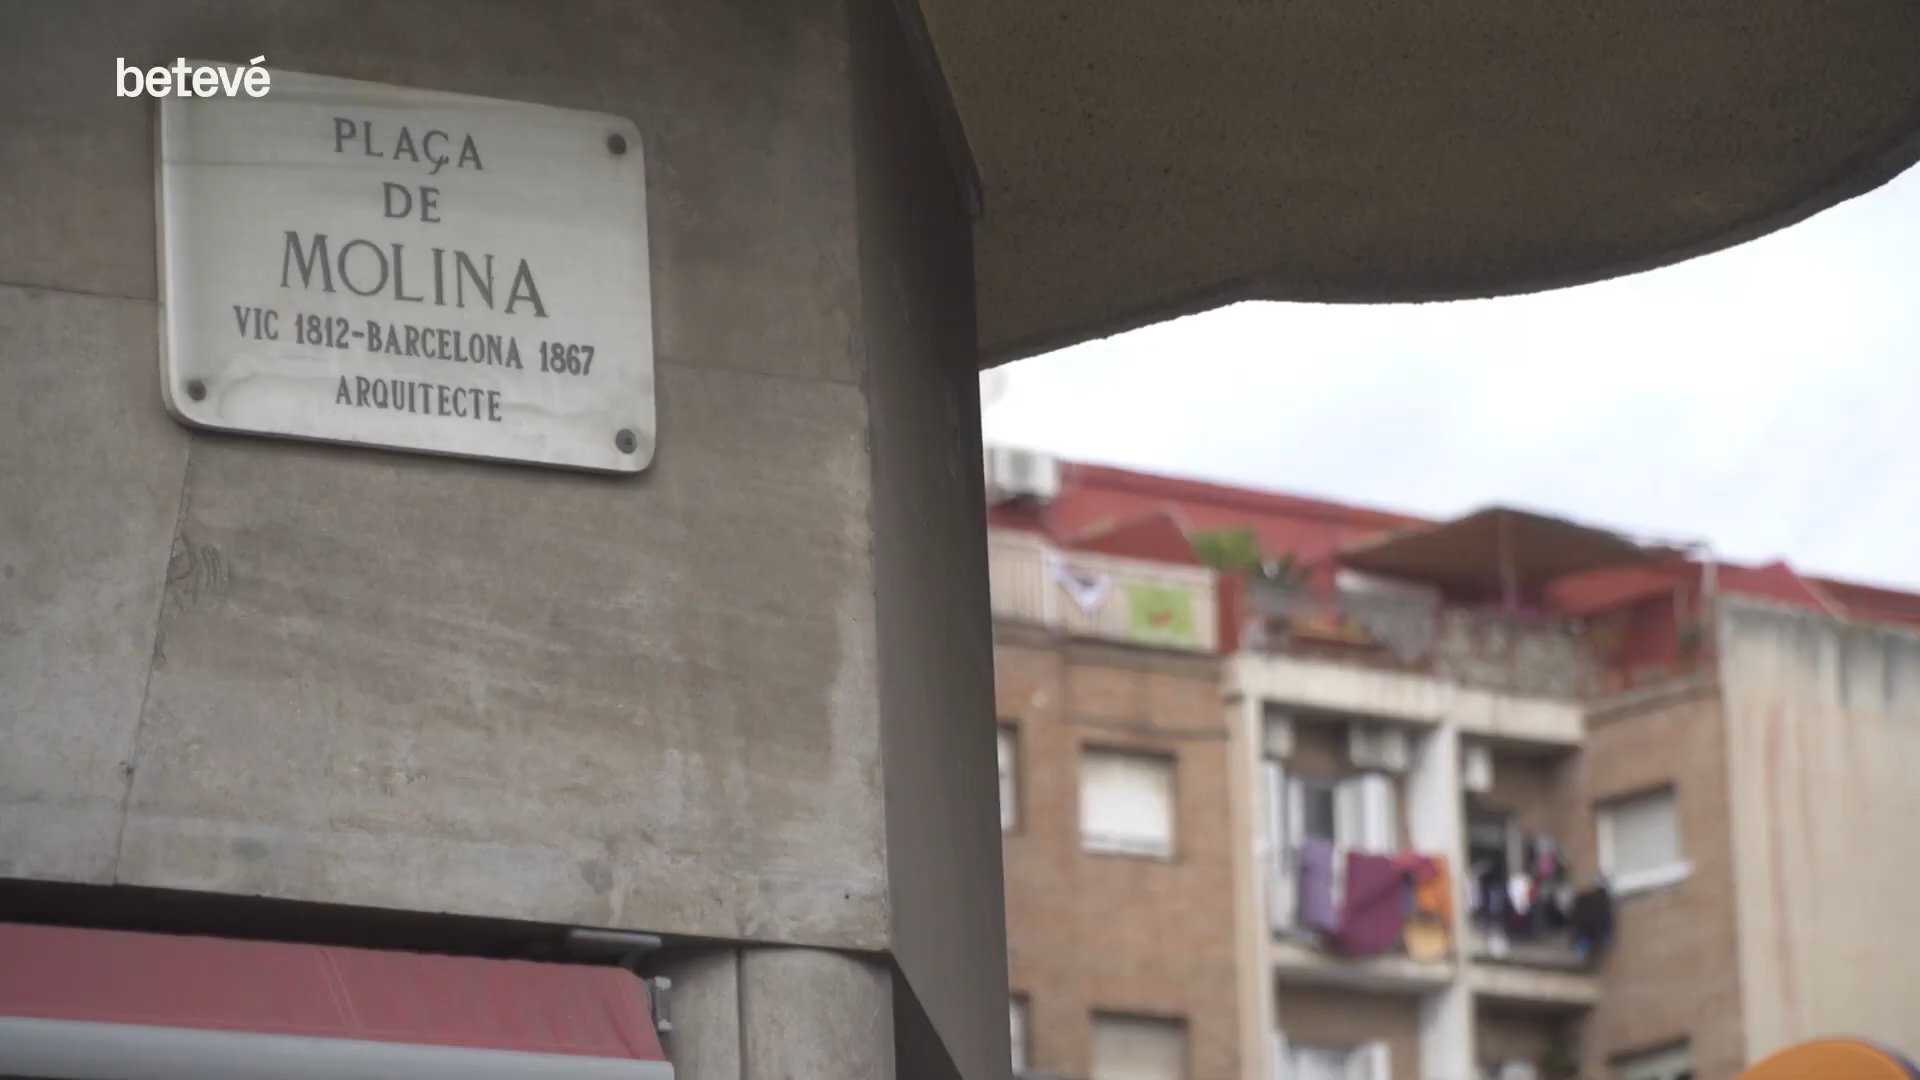 betevé
PLAÇA
DE
MOLINA
VIC 1812-BARCELONA 1867
ARQUITECTE